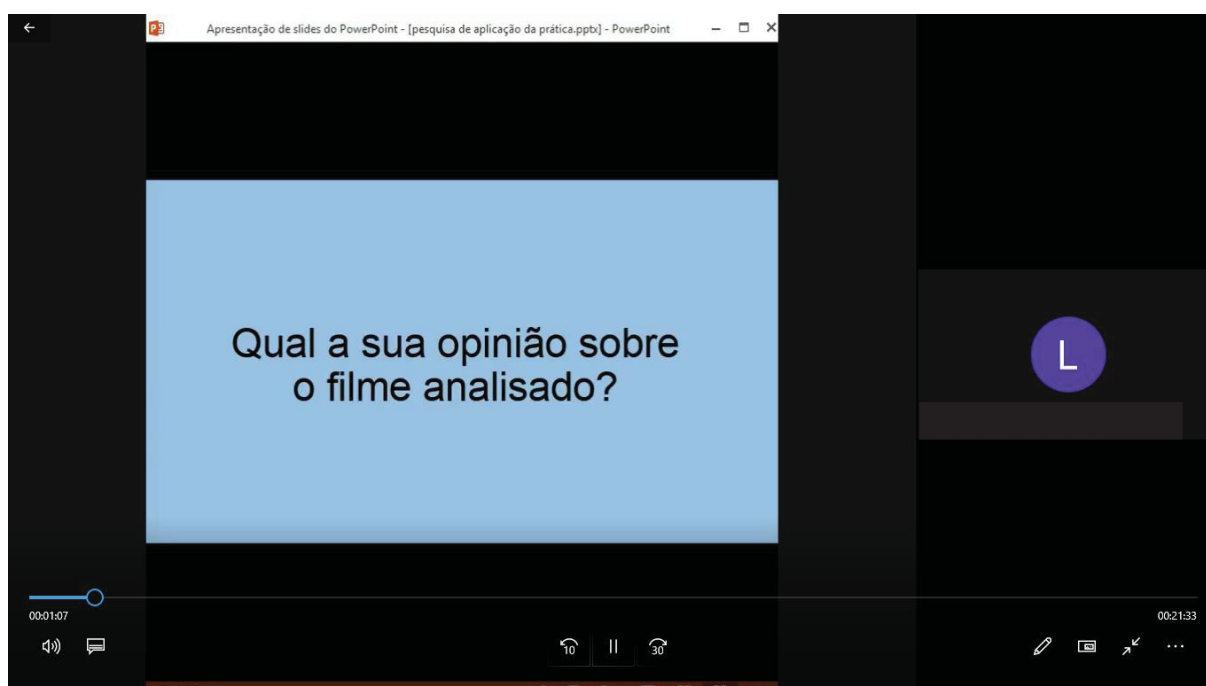 Apresentação de slides do PowerPoint - [pesquisa de aplicação da prática.pptx] - PowerPoint
Qual a sua opinião sobre
o filme analisado?
L
00:01:07
00:21:33
10
30